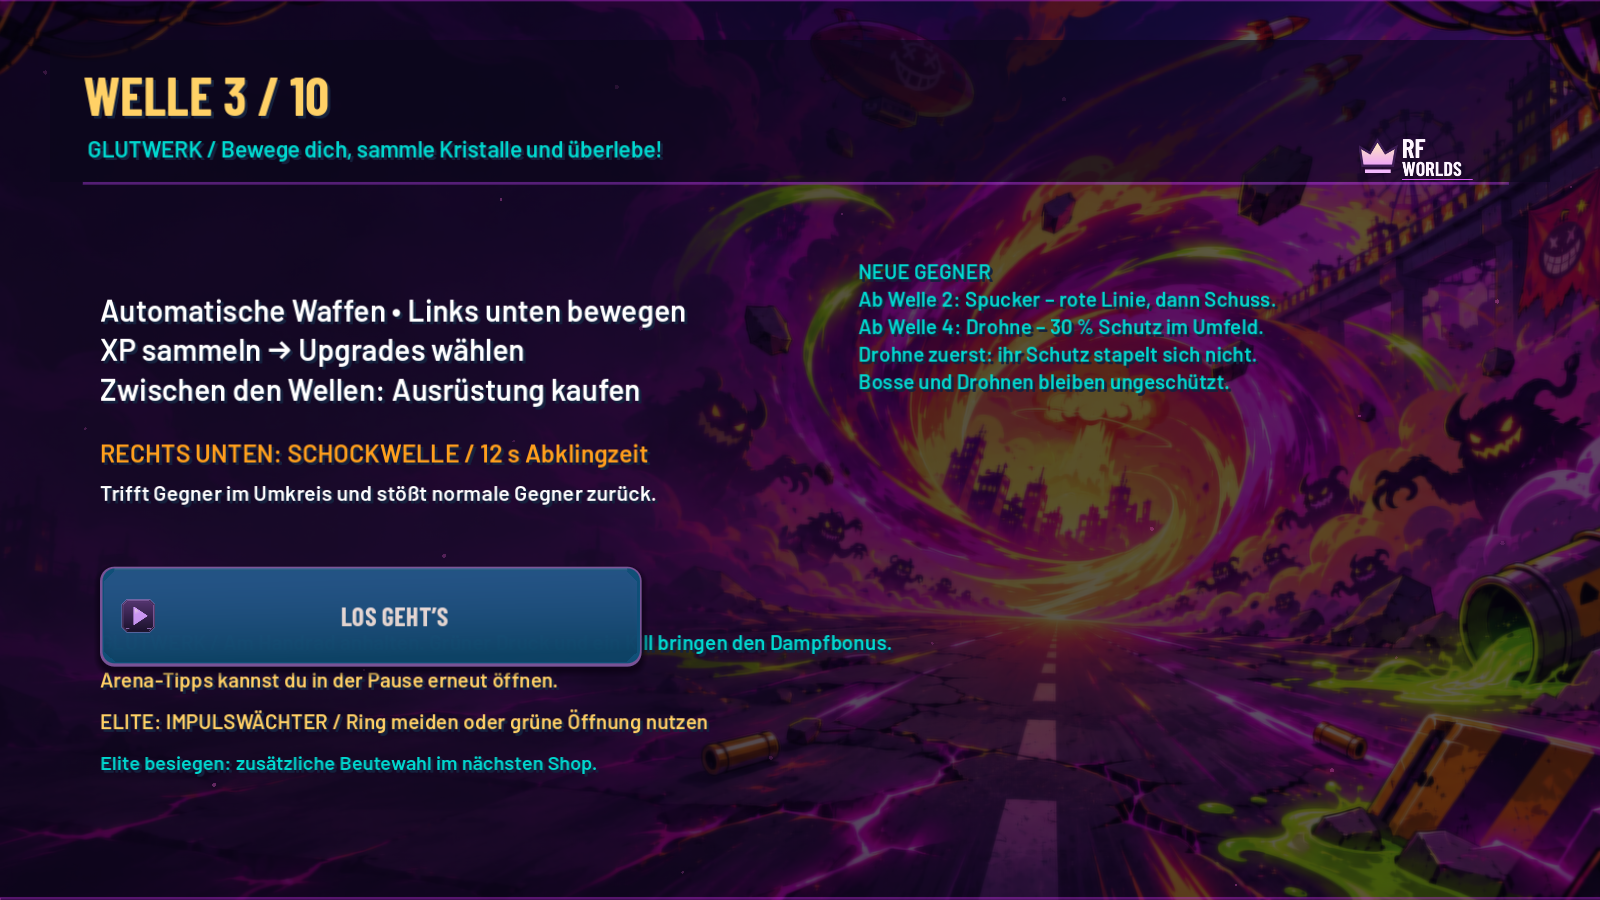 WELLE 3 / 10
GLUTWERK / Bewege dich, sammle Kristalle und überlebe!
RF
WORLDS
NEUE GEGNER
Ab Welle 2: Spucker – rote Linie, dann Schuss.
Ab Welle 4: Drohne – 30 % Schutz im Umfeld.
Drohne zuerst: ihr Schutz stapelt sich nicht.
Bosse und Drohnen bleiben ungeschützt.
Automatische Waffen • Links unten bewegen
XP sammeln → Upgrades wählen
Zwischen den Wellen: Ausrüstung kaufen
RECHTS UNTEN: SCHOCKWELLE / 12 s Abklingzeit
Trifft Gegner im Umkreis und stößt normale Gegner zurück.
LOS GEHT'S
bringen den Dampfbonus.
Arena-Tipps kannst du in der Pause erneut öffnen.
ELITE: IMPULSWÄCHTER / Ring meiden oder grüne Öffnung nutzen
Elite besiegen: zusätzliche Beutewahl im nächsten Shop.